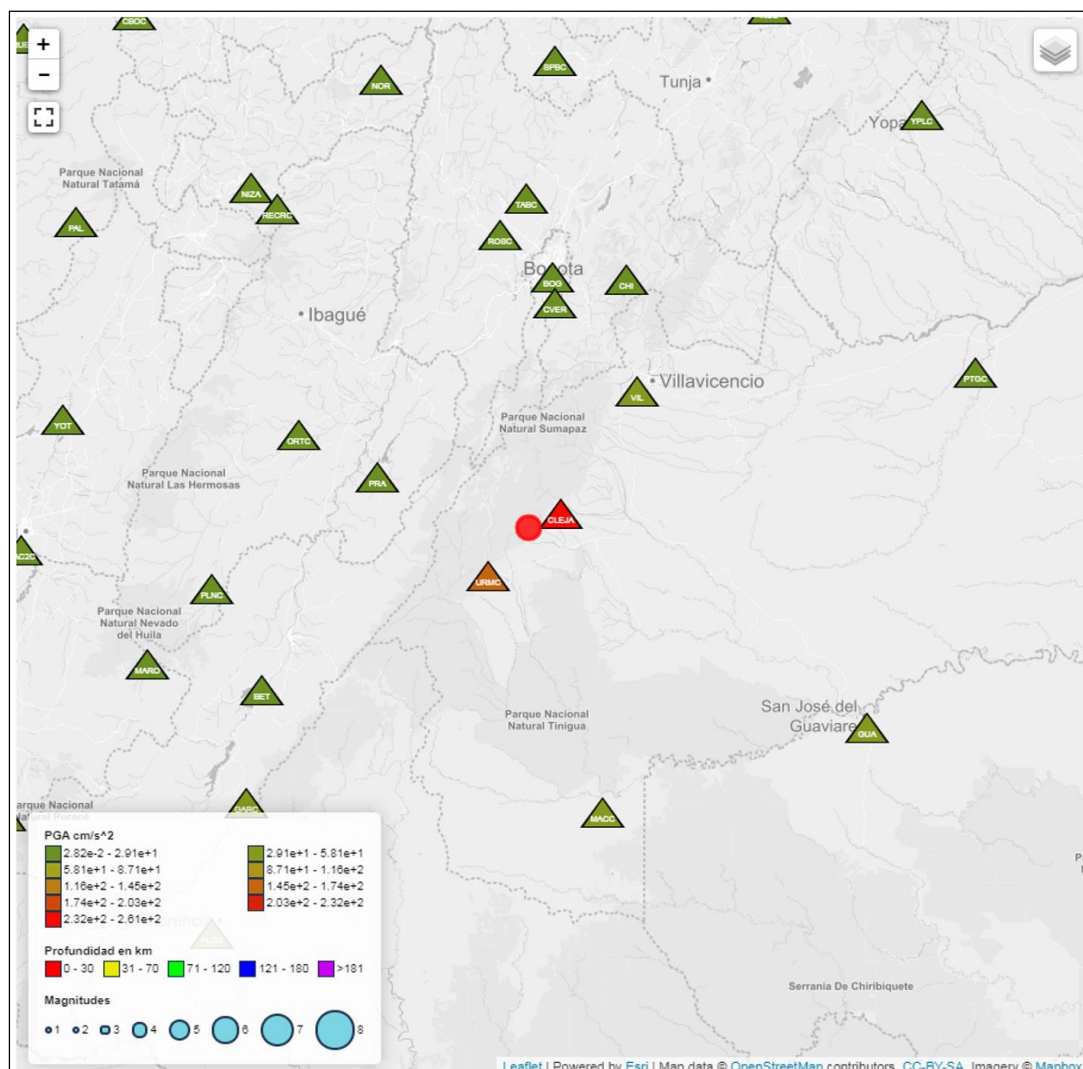 CBOC
+
−
NOR
SPBC
Tunja
YPLC
Parque Nacional
Natural Tatamá
NIZA
RECRC
PAL
TABC
ROSC
Bogota
BOG
CHI
CVER
Ibagué
PTGC
Villavicencio
VIL
Parque Nacional
Natural Sumapaz
YOT
ORTC
Parque Nacional
Natural Las Hermosas
PRA
CLEJA
URMC
PLNC
Parque Nacional
Natural Nevado
del Huila
MARO
BET
Parque Nacional
Natural Tinigua
San José del
Guaviare
GUA
GARC
MACC
PGA cm/s^2
2.82e-2 - 2.91e+1 2.91e+1 - 5.81e+1
5.81e+1 - 8.71e+1 8.71e+1 - 1.16e+2
1.16e+2 - 1.45e+2 1.45e+2 - 1.74e+2
1.74e+2 - 2.03e+2 2.03e+2 - 2.32e+2
2.32e+2 - 2.61e+2
Profundidad en km
0 - 30 31 - 70 71 - 120 121 - 180 >181
Magnitudes
1 2 3 4 5 6 7 8
Serrania De Chiribiquete
Leaflet | Powered by Esri | Map data © OpenStreetMap contributors, CC-BY-SA, Imagery © Mapbox